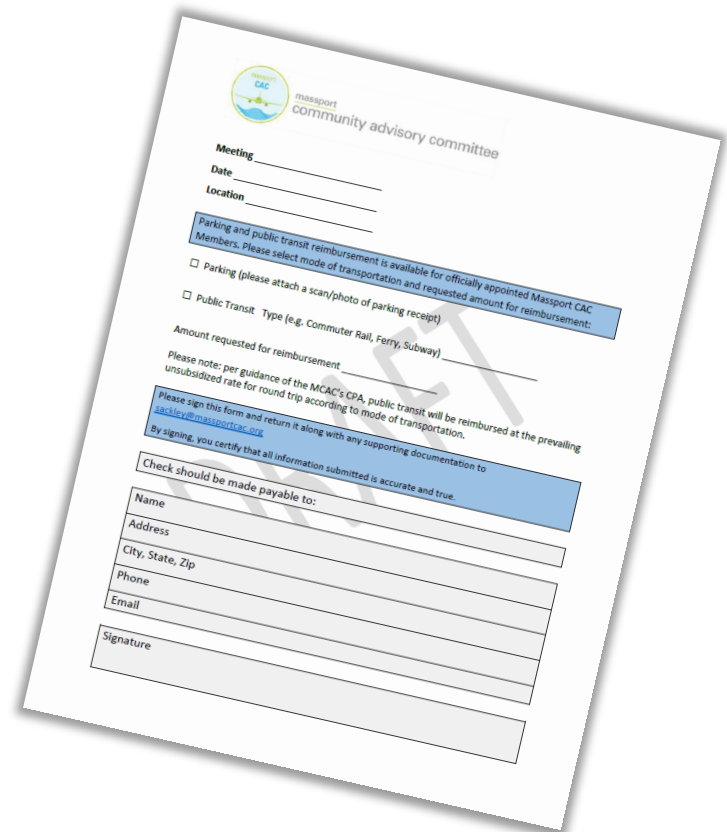 massport
CAC
massport
community advisory committee
Meeting
Date
Location
Parking and public transit reimbursement is available for officially appointed Massport CAC
Members. Please select mode of transportation and requested amount for reimbursement:
☐ Parking (please attach a scan/photo of parking receipt)
☐ Public Transit Type (e.g. Commuter Rail, Ferry, Subway)
Amount requested for reimbursement
Please note: per guidance of the MCAC's CPA, public transit will be reimbursed at the prevailing
unsubsidized rate for round trip according to mode of transportation.
Please sign this form and return it along with any supporting documentation to
sackley@massportcac.org
By signing, you certify that all information submitted is accurate and true.
Check should be made payable to:
Name
Address
City, State, Zip
Phone
Email
Signature
DRAFT